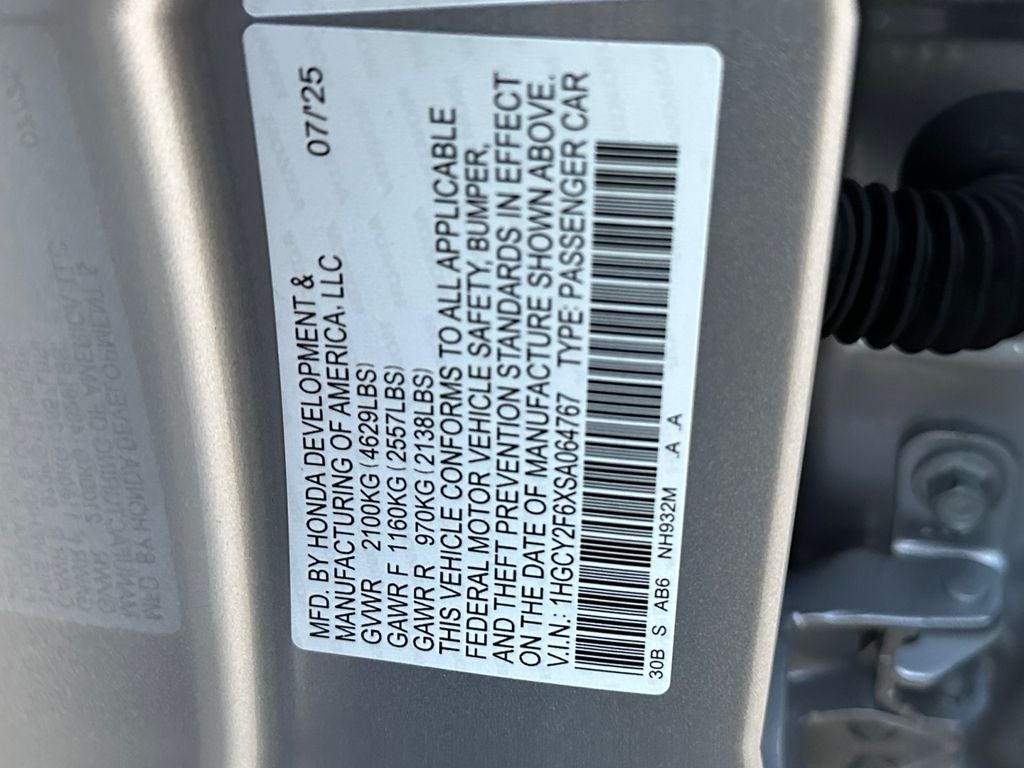 MFD. BY HONDA DEVELOPMENT & 07/'25
MANUFACTURING OF AMERICA, LLC
GVWR 2100KG (4629LBS)
GAWR F 1160KG (2557LBS)
GAWR R 970KG (2138LBS)
THIS VEHICLE CONFORMS TO ALL APPLICABLE
FEDERAL MOTOR VEHICLE SAFETY, BUMPER,
AND THEFT PREVENTION STANDARDS IN EFFECT
ON THE DATE OF MANUFACTURE SHOWN ABOVE.
V.I.N.: 1HGCY2F6XSA064767 TYPE: PASSENGER CAR
30B S AB6 NH932M .A .A